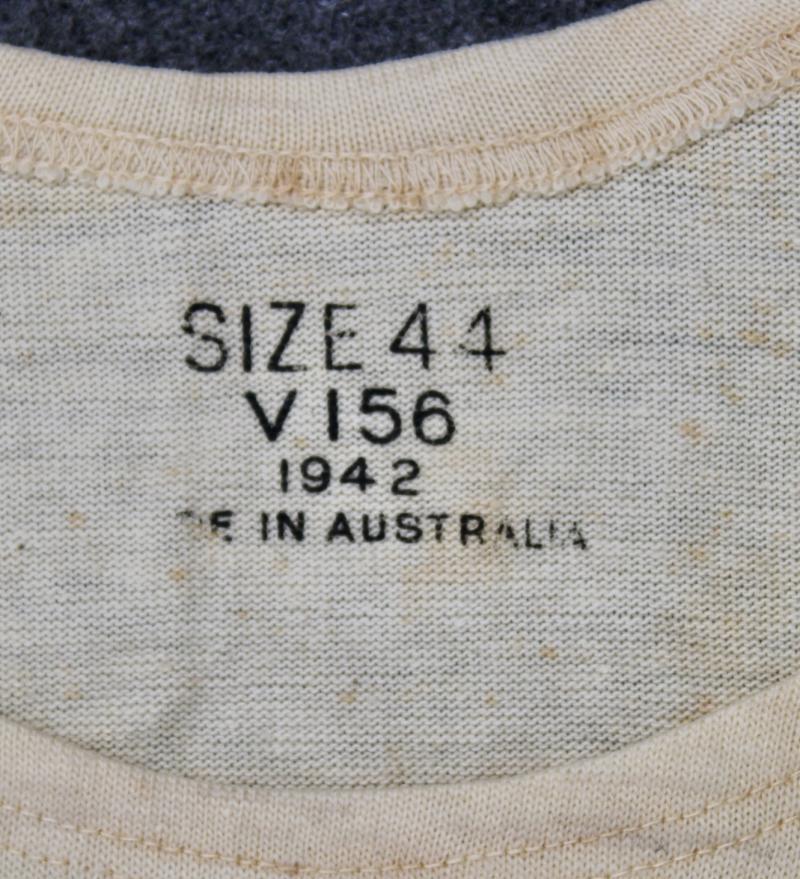 SIZE 44
V156
1942
IN AUSTRALIA